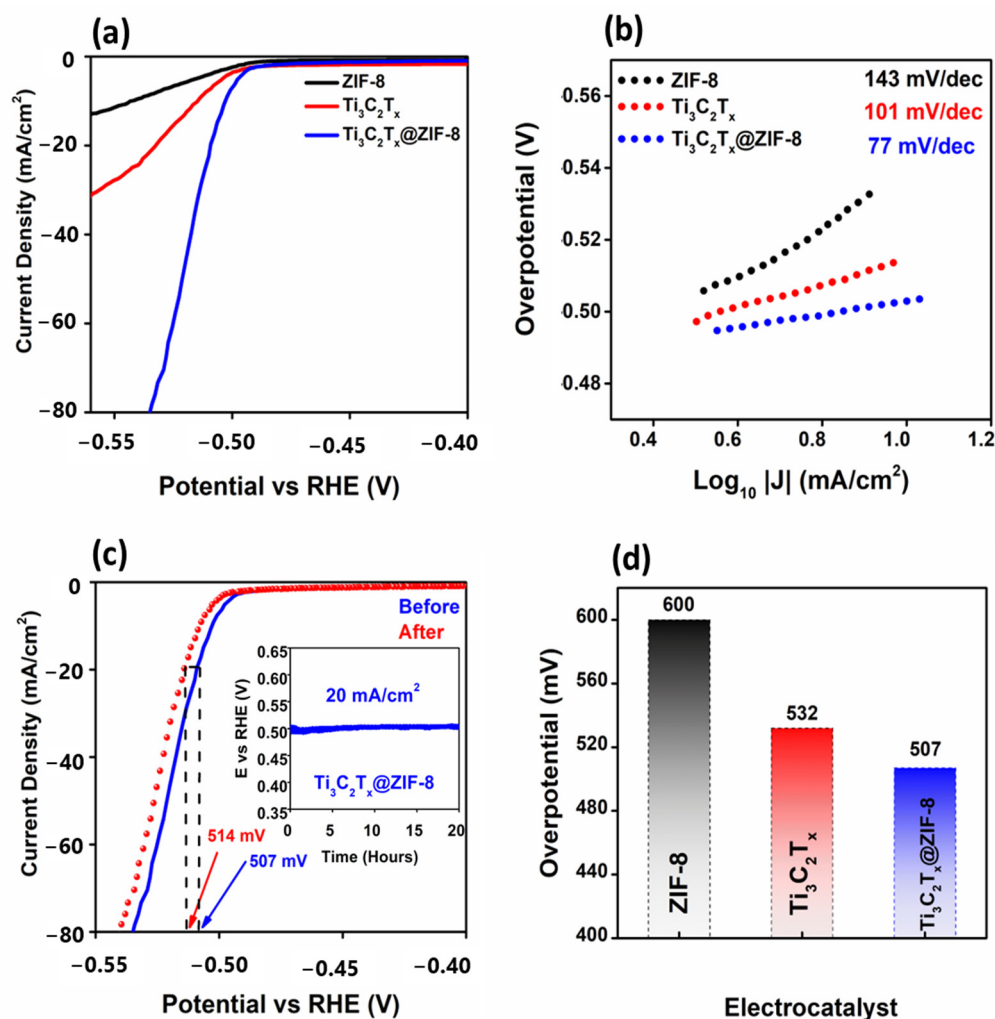 (a)
0
−20
−40
−60
−80
Current Density (mA/cm²)
ZIF-8
Ti₃C₂Tₓ
Ti₃C₂Tₓ@ZIF-8
−0.55
−0.50
−0.45
−0.40
Potential vs RHE (V)
(b)
0.56
0.54
0.52
0.50
0.48
Overpotential (V)
ZIF-8 143 mV/dec
Ti₃C₂Tₓ 101 mV/dec
Ti₃C₂Tₓ@ZIF-8 77 mV/dec
0.4 0.6 0.8 1.0 1.2
Log₁₀ |J| (mA/cm²)
(c)
0
−20
−40
−60
−80
Current Density (mA/cm²)
Before
After
0.65
0.60
0.55
0.50
0.45
0.40
0.35
E vs RHE (V)
20 mA/cm²
Ti₃C₂Tₓ@ZIF-8
0 5 10 15 20
Time (Hours)
514 mV
507 mV
−0.55
−0.50
−0.45
−0.40
Potential vs RHE (V)
(d)
600
560
520
480
440
400
Overpotential (mV)
600
532
507
ZIF-8
Ti₃C₂Tₓ
Ti₃C₂Tₓ@ZIF-8
Electrocatalyst